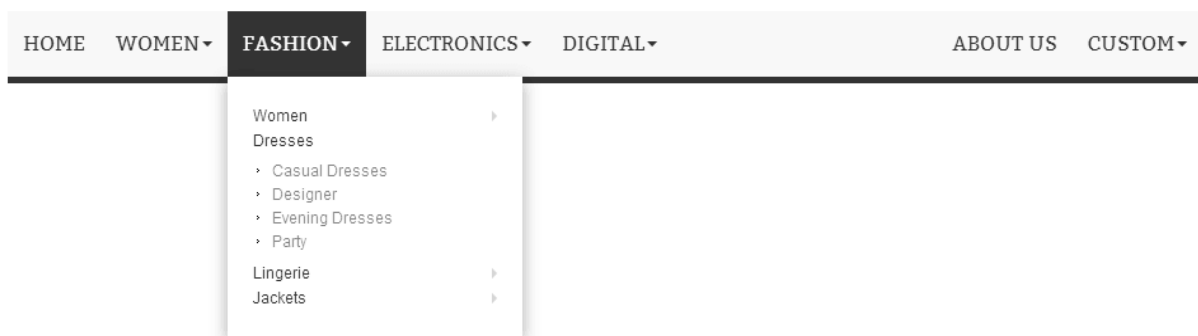 HOME WOMEN FASHION ELECTRONICS DIGITAL ABOUT US CUSTOM
Women
Dresses
Casual Dresses
Designer
Evening Dresses
Party
Lingerie
Jackets